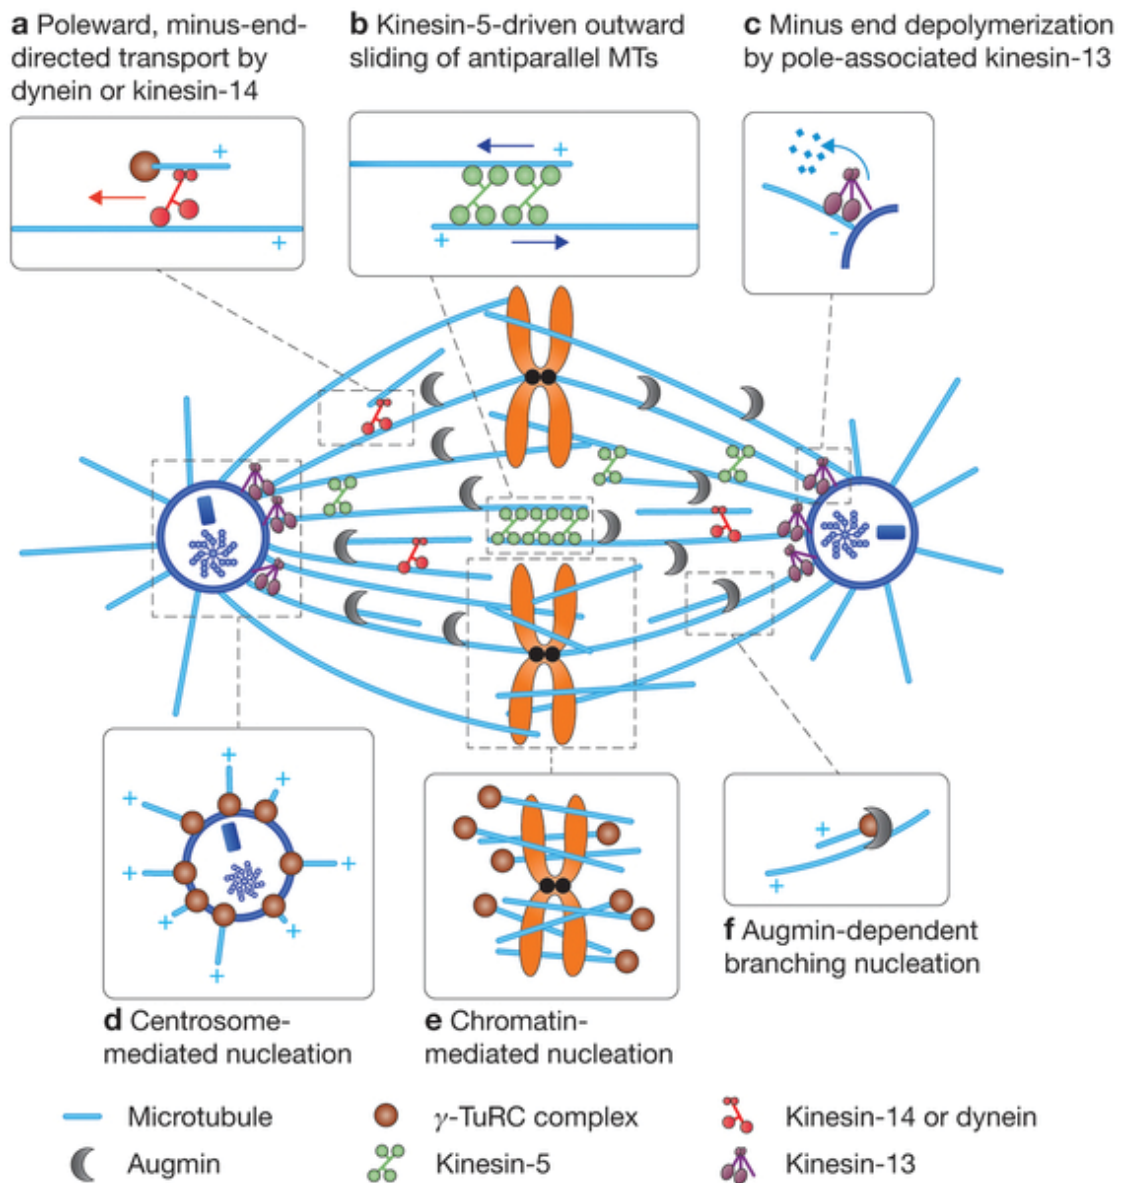 a Poleward, minus-end-
directed transport by
dynein or kinesin-14
b Kinesin-5-driven outward
sliding of antiparallel MTs
c Minus end depolymerization
by pole-associated kinesin-13
+
+
+
+
-
+
+
+
+
+
+
+
+
+
+
d Centrosome-
mediated nucleation
e Chromatin-
mediated nucleation
f Augmin-dependent
branching nucleation
Microtubule
γ-TuRC complex
Kinesin-14 or dynein
Augmin
Kinesin-5
Kinesin-13